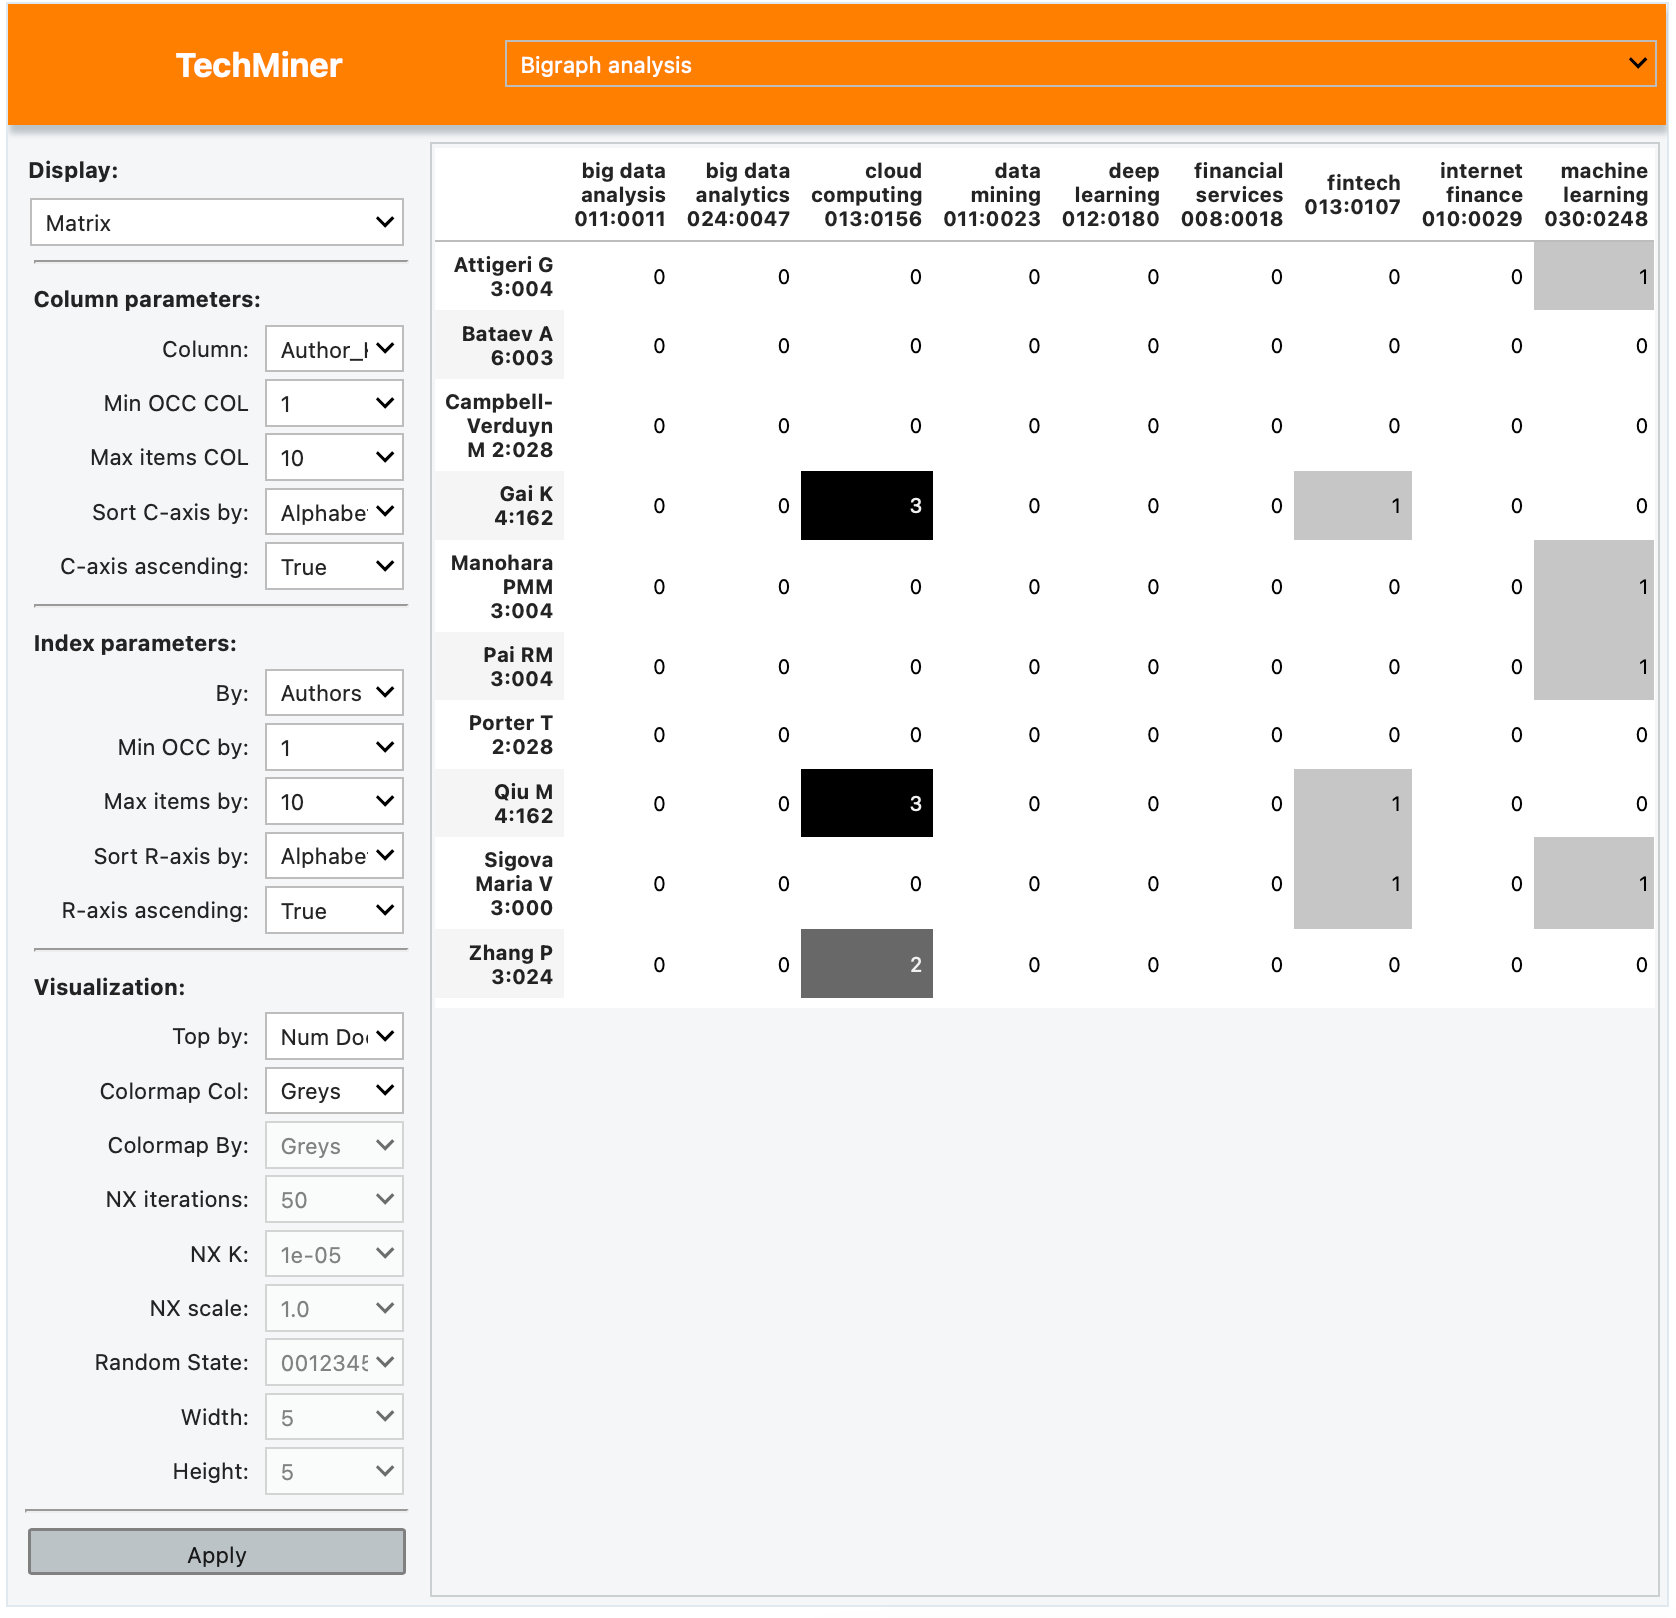 TechMiner
Bigraph analysis
Display:
Matrix
Column parameters:
Column: Author_
Min OCC COL 1
Max items COL 10
Sort C-axis by: Alphabe
C-axis ascending: True
Index parameters:
By: Authors
Min OCC by: 1
Max items by: 10
Sort R-axis by: Alphabe
R-axis ascending: True
Visualization:
Top by: Num Do
Colormap Col: Greys
Colormap By: Greys
NX iterations: 50
NX K: 1e-05
NX scale: 1.0
Random State: 001234
Width: 5
Height: 5
Apply
big data analysis 011:0011
big data analytics 024:0047
cloud computing 013:0156
data mining 011:0023
deep learning 012:0180
financial services 008:0018
fintech 013:0107
internet finance 010:0029
machine learning 030:0248
Attigeri G 3:004 0 0 0 0 0 0 0 0 1
Bataev A 6:003 0 0 0 0 0 0 0 0 0
Campbell-Verduyn M 2:028 0 0 0 0 0 0 0 0 0
Gai K 4:162 0 0 3 0 0 0 1 0 0
Manohara PMM 3:004 0 0 0 0 0 0 0 0 1
Pai RM 3:004 0 0 0 0 0 0 0 0 1
Porter T 2:028 0 0 0 0 0 0 0 0 0
Qiu M 4:162 0 0 3 0 0 0 1 0 0
Sigova Maria V 3:000 0 0 0 0 0 0 1 0 1
Zhang P 3:024 0 0 2 0 0 0 0 0 0